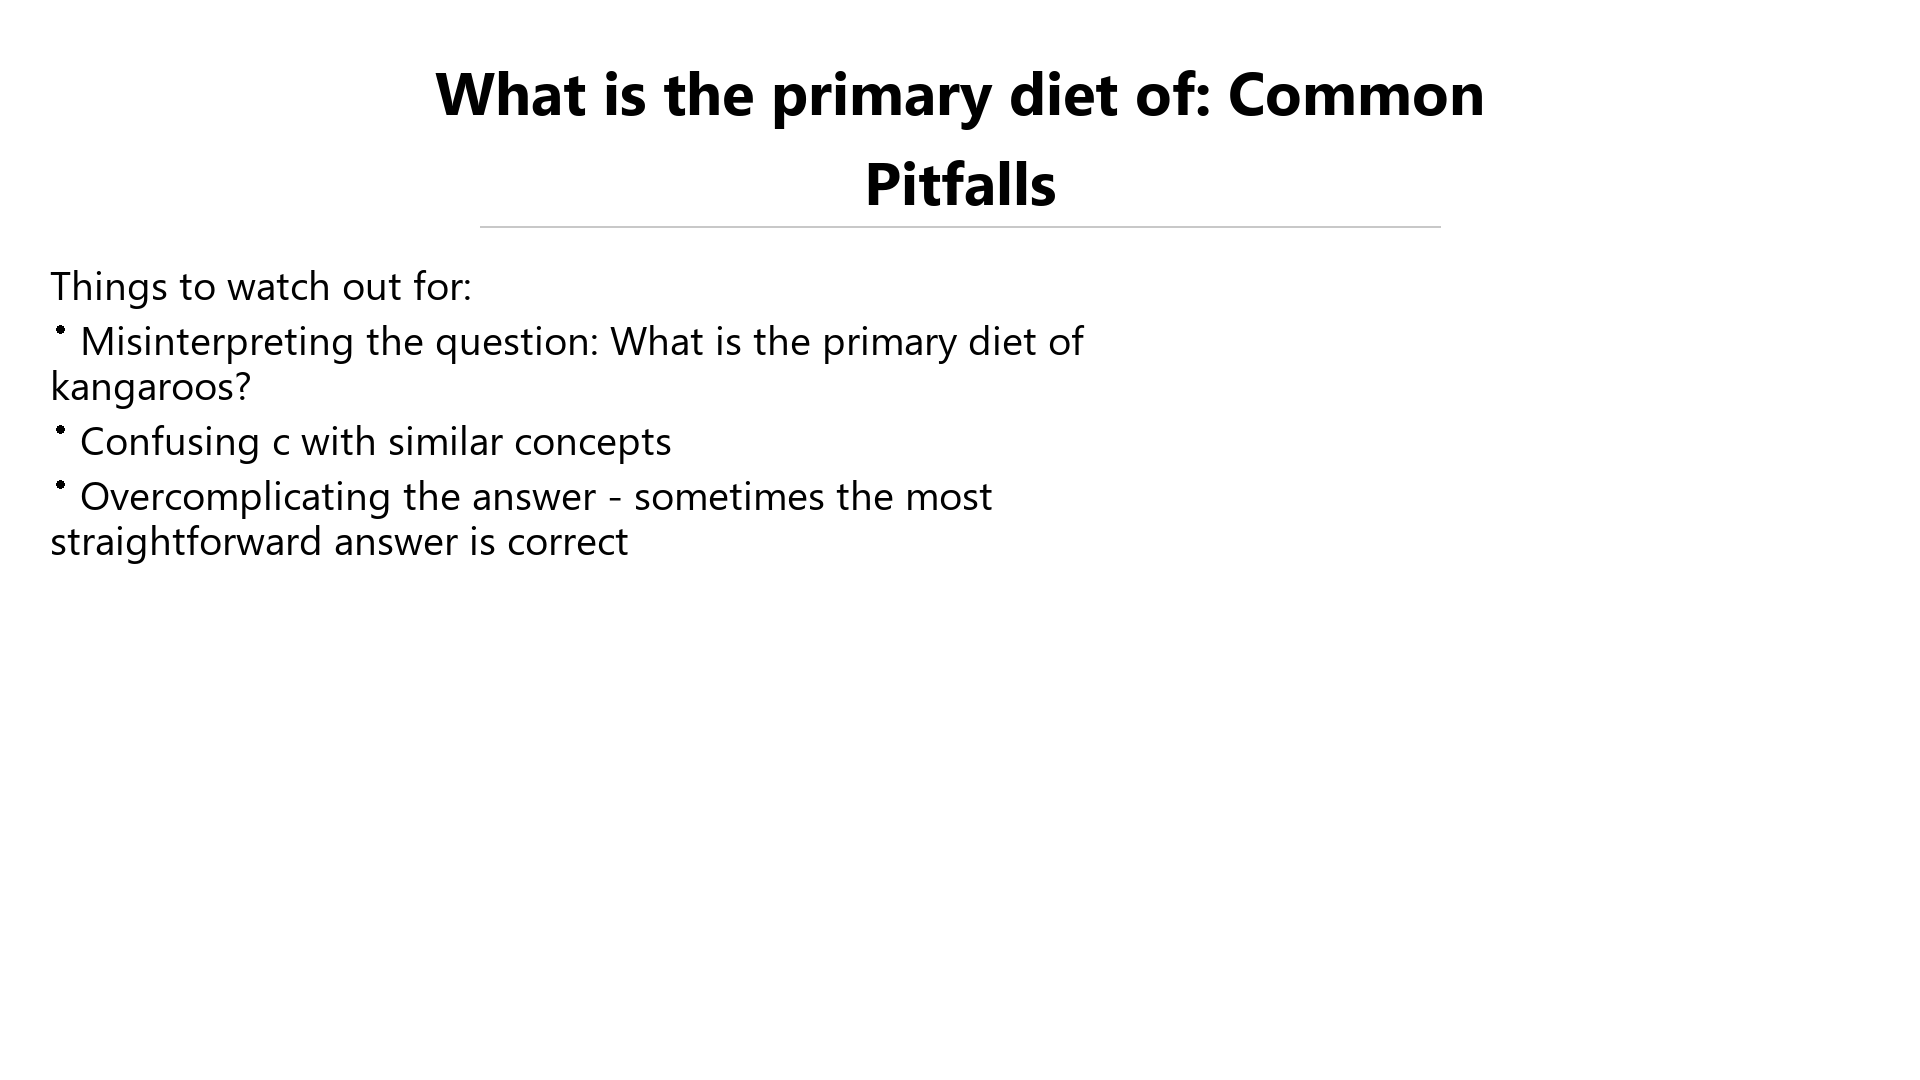 What is the primary diet of: Common
Pitfalls
Things to watch out for:
• Misinterpreting the question: What is the primary diet of
kangaroos?
• Confusing c with similar concepts
• Overcomplicating the answer - sometimes the most
straightforward answer is correct